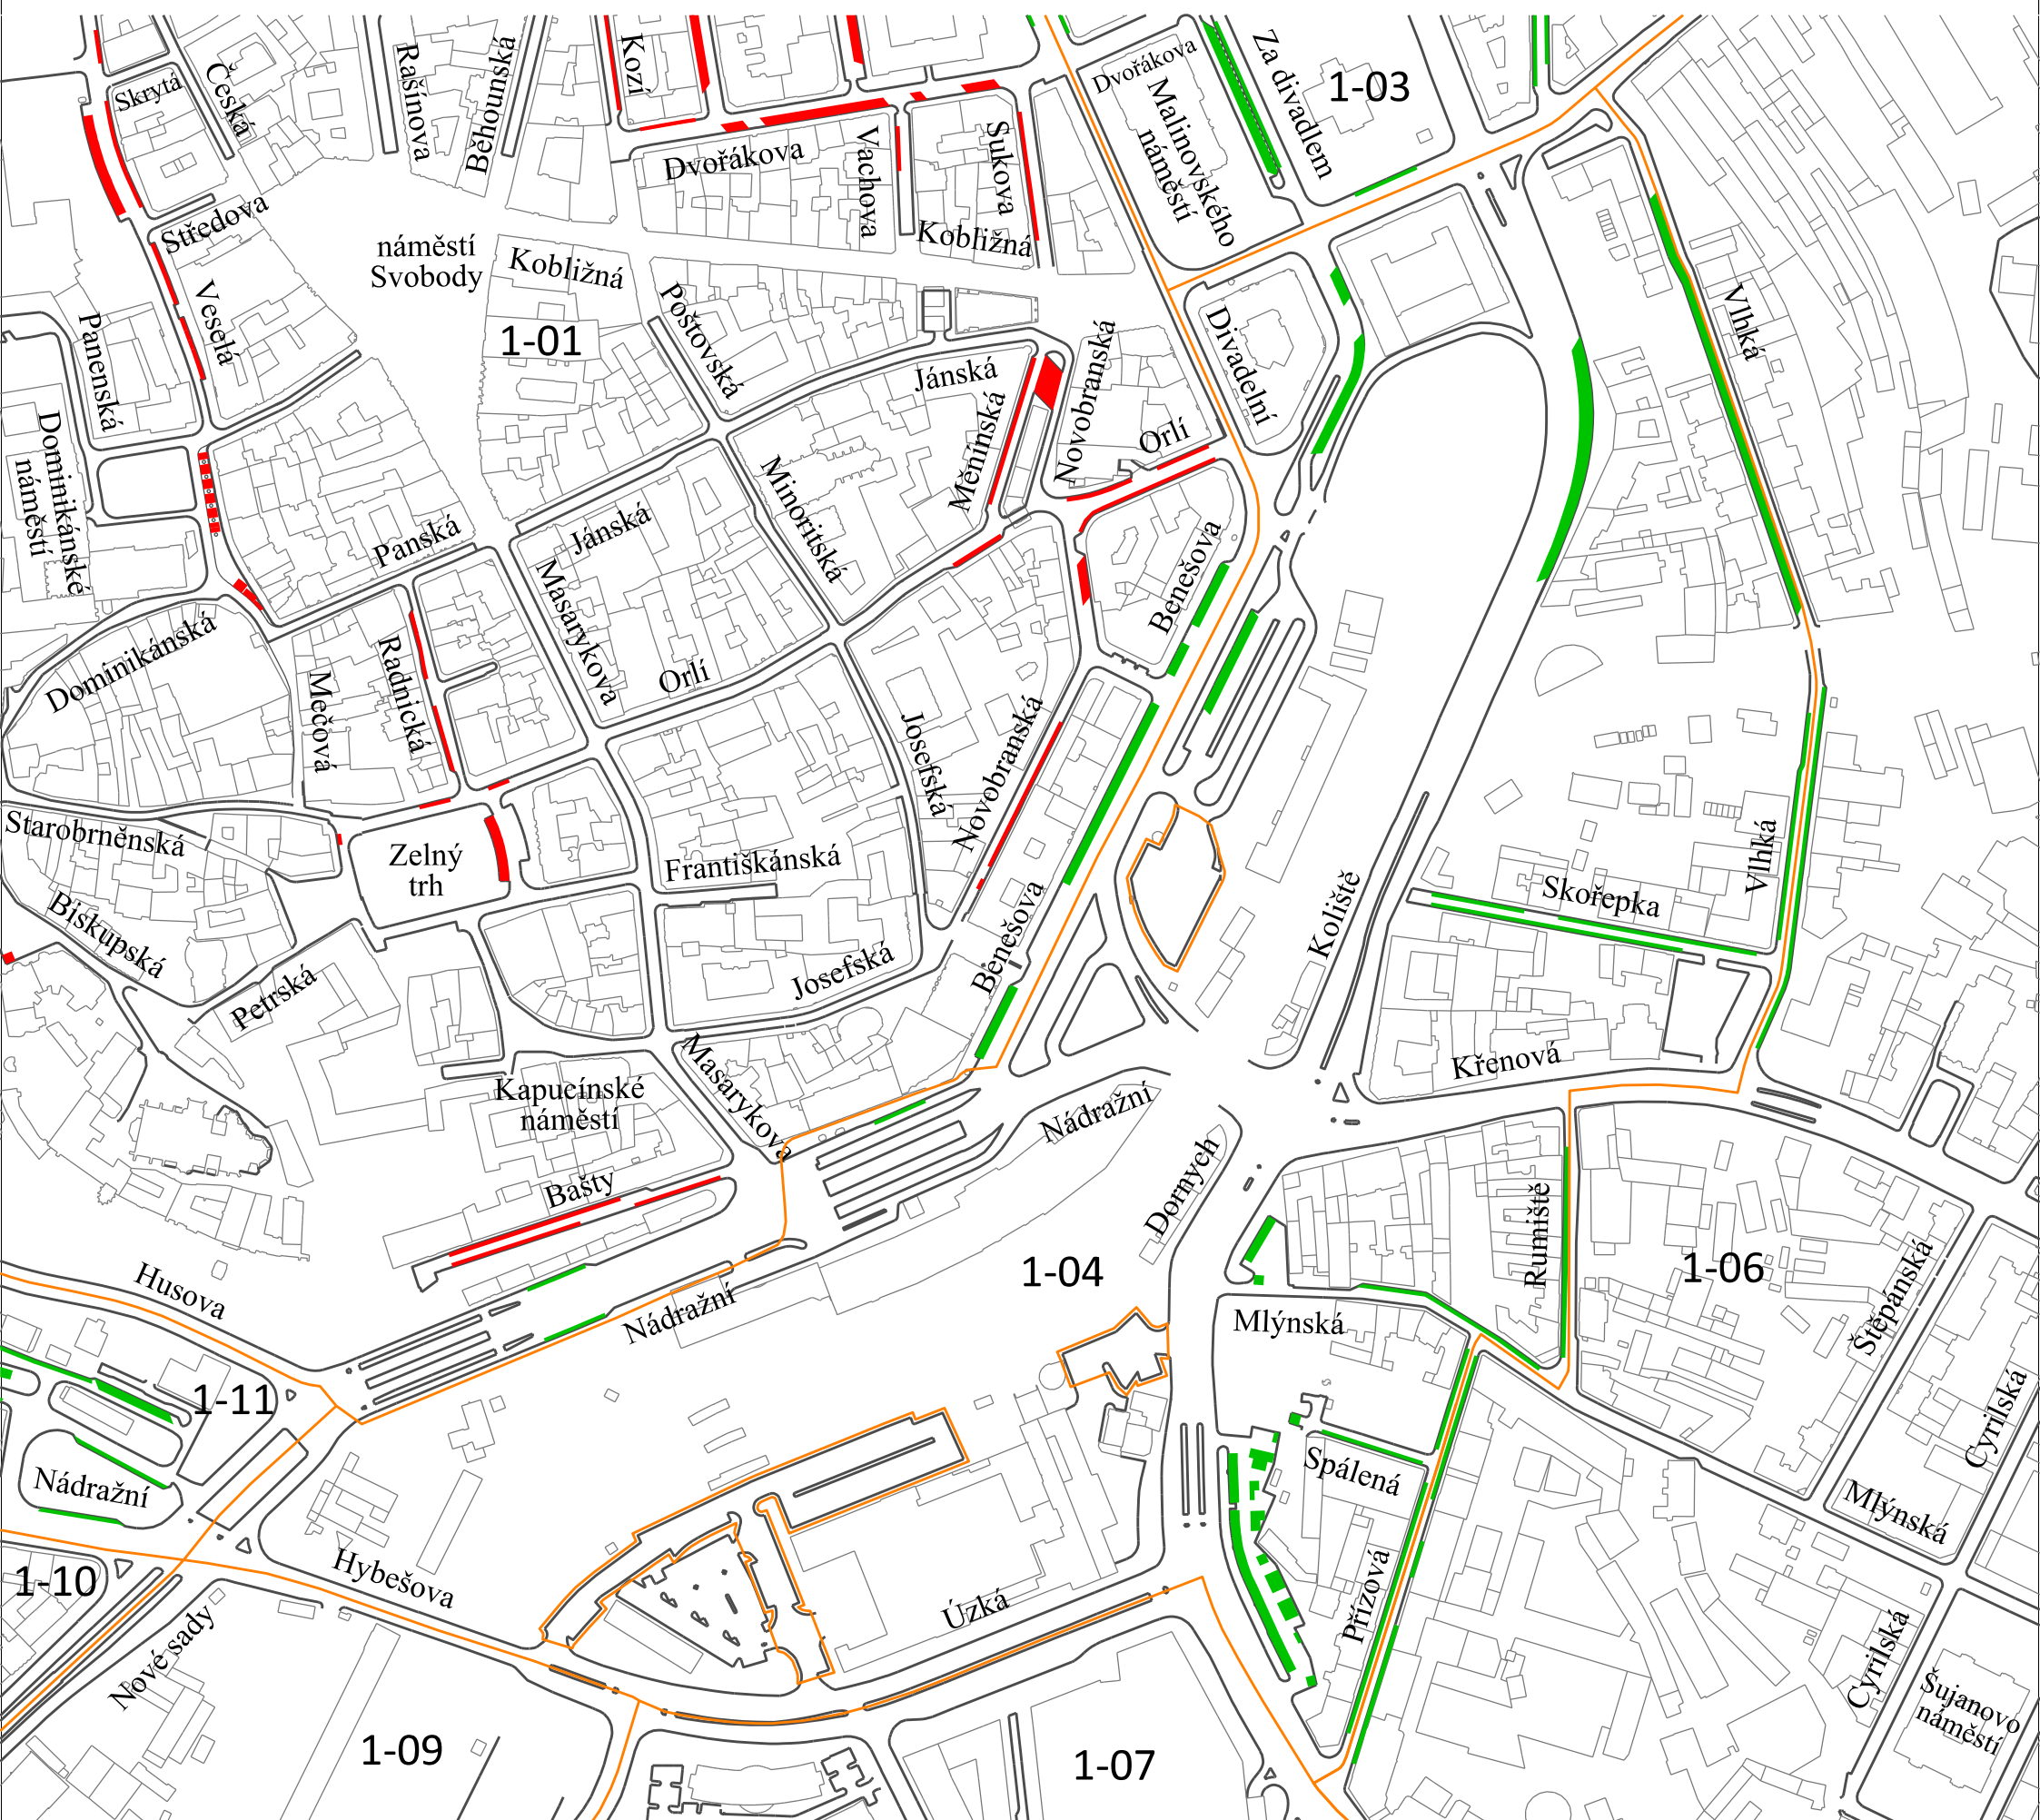 Skrytá
Česká
Rašínova
Běhounská
Kozí
Dvořákova
Vachova
Sukova
Kobližná
Dvořákova
Malinovského
náměstí
Za divadlem
1-03
Středova
náměstí
Svobody
Kobližná
1-01
Poštovská
Veselá
Panenská
Dominikánské
náměstí
Jánská
Měnínská
Novobranská
Orlí
Divadelní
Vlhká
Panská
Jánská
Minoritská
Masarykova
Orlí
Benešova
Dominikánská
Mečová
Radnická
Josefská
Novobranská
Starobrněnská
Zelný
trh
Františkánská
Biskupská
Petrská
Josefská
Benešova
Koliště
Skořepka
Vlhká
Křenová
Kapucínské
náměstí
Masarykova
Nádražní
Bašty
Dornych
Rumiště
1-04
1-06
Štěpánská
Husova
Nádražní
Mlýnská
Cyrilská
1-11
Nádražní
Spálená
Mlýnská
1-10
Hybešova
Úzká
Přízová
Nové sady
Cyrilská
Šujanovo
náměstí
1-09
1-07